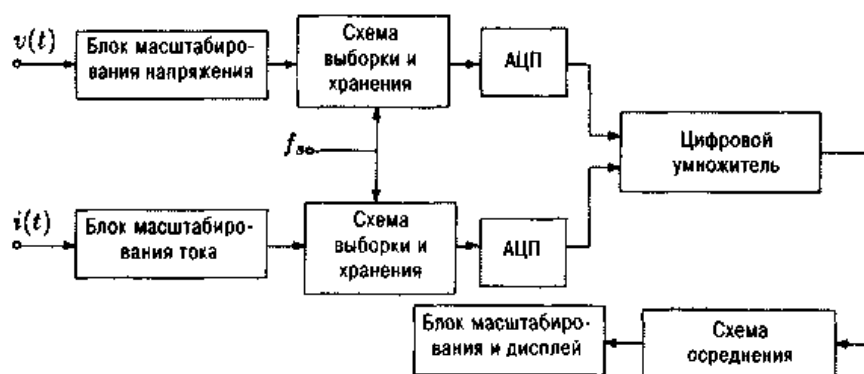 v(t)
Блок масштабиро-
вания напряжения
Схема
выборки и
хранения
АЦП
fs
Цифровой
умножитель
i(t)
Блок масштабиро-
вания тока
Схема
выборки и
хранения
АЦП
Блок масштабиро-
вания и дисплей
Схема
осреднения